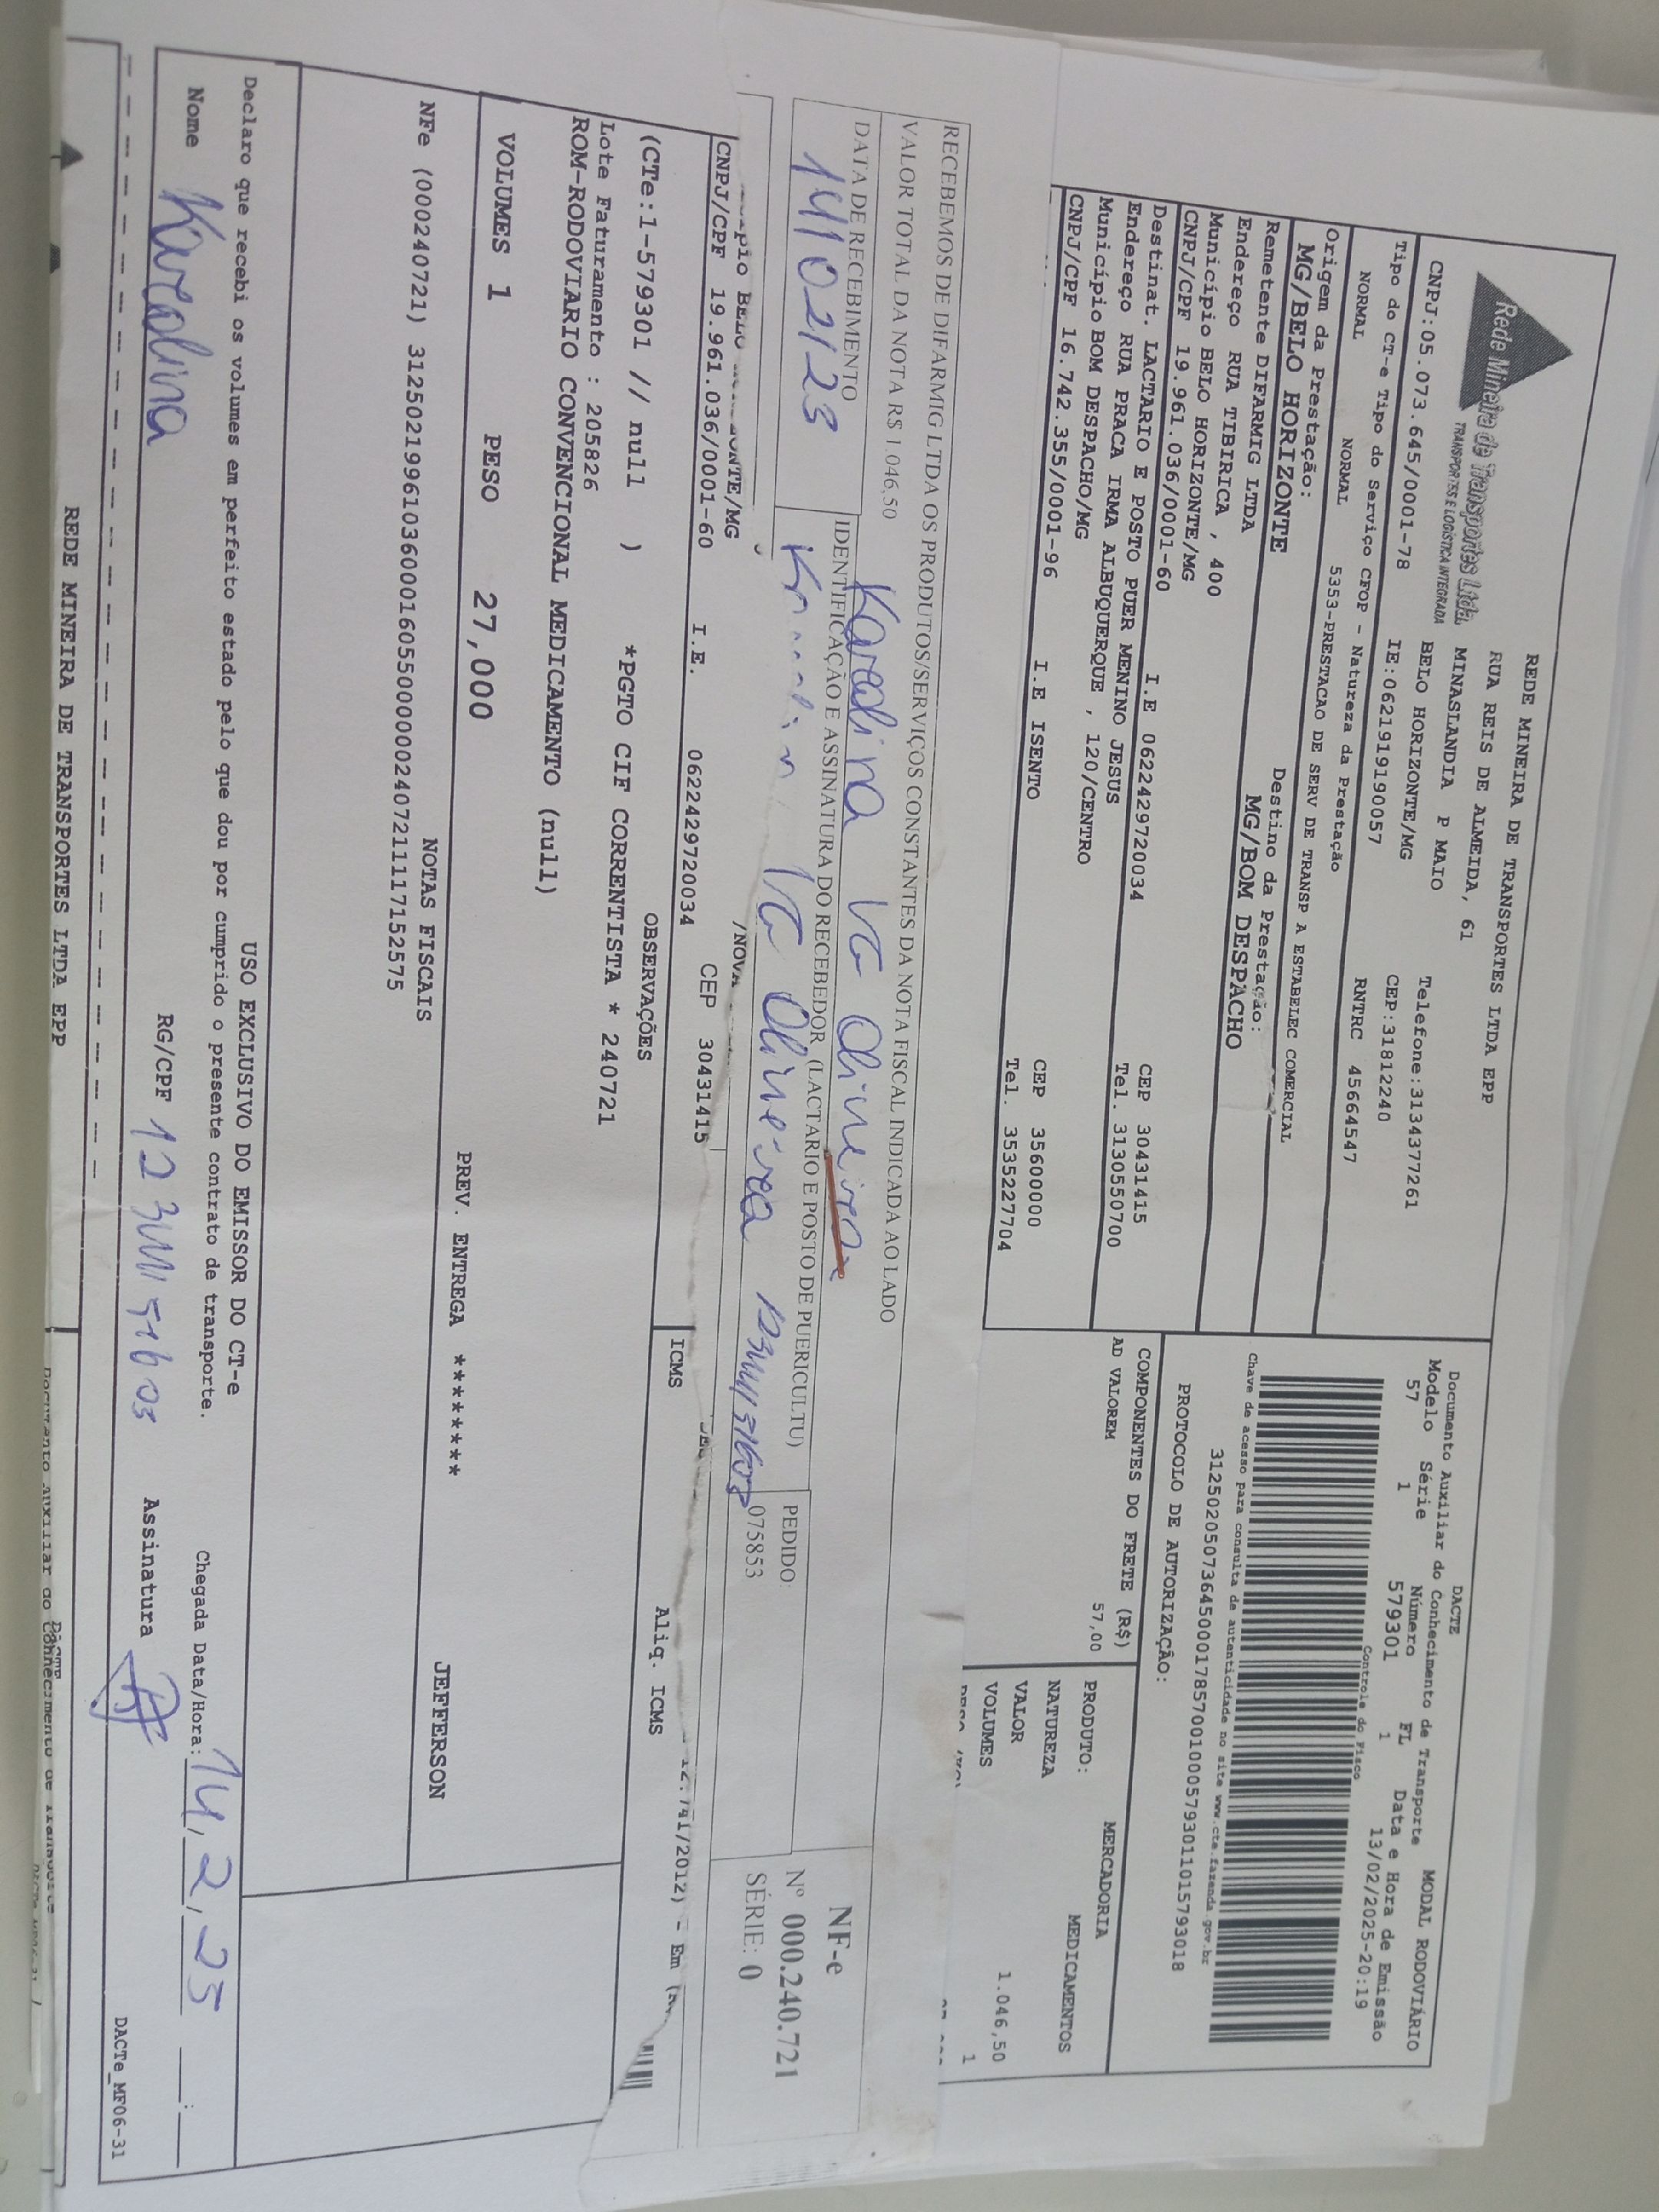 Rede Mineira de Transportes Ltda.
TRANSPORTES E LOGÍSTICA INTEGRADA
REDE MINEIRA DE TRANSPORTES LTDA EPP
RUA REIS DE ALMEIDA, 61
MINASLANDIA P MAIO
BELO HORIZONTE/MG Telefone:3134377261
CNPJ:05.073.645/0001-78 IE:0621919190057 CEP:31812240
Tipo do CT-e Tipo do Serviço CFOP - Natureza da Prestação RNTRC 45664547
NORMAL NORMAL 5353-PRESTACAO DE SERV DE TRANSP A ESTABELEC COMERCIAL
Origem da Prestação: Destino da Prestação:
MG/BELO HORIZONTE MG/BOM DESPACHO
Remetente DIFARMIG LTDA
Endereço RUA TIBIRICA , 400
Município BELO HORIZONTE/MG CEP 30431415
CNPJ/CPF 19.961.036/0001-60 I.E 0622429720034 Tel. 3130550700
Destinat. LACTARIO E POSTO PUER MENINO JESUS
Endereço RUA PRACA IRMA ALBUQUERQUE , 120/CENTRO
Município BOM DESPACHO/MG CEP 35600000
CNPJ/CPF 16.742.355/0001-96 I.E ISENTO Tel. 3535227704
DACTE MODAL RODOVIÁRIO
Documento Auxiliar do Conhecimento de Transporte
Modelo Série Número FL Data e Hora de Emissão
57 1 579301 1 13/02/2025-20:19
Controle do Fisco
Chave de acesso para consulta de autenticidade no site www.cte.fazenda.gov.br
31250205073645000178570010005793011015793018
PROTOCOLO DE AUTORIZAÇÃO:
COMPONENTES DO FRETE (R$)
AD VALOREM 57,00
MERCADORIA
PRODUTO: MEDICAMENTOS
NATUREZA
VALOR 1.046,50
VOLUMES 1
RECEBEMOS DE DIFARMIG LTDA OS PRODUTOS/SERVIÇOS CONSTANTES DA NOTA FISCAL INDICADA AO LADO
VALOR TOTAL DA NOTA R$ 1.046,50
Karolina Oliveira
DATA DE RECEBIMENTO IDENTIFICAÇÃO E ASSINATURA DO RECEBEDOR (LACTARIO E POSTO DE PUERICULTU) PEDIDO:
14/02/23 Oliveira 075853
NF-e
Nº 000.240.721
SÉRIE: 0
CNPJ/CPF 19.961.036/0001-60 I.E. 0622429720034 CEP 30431415
ICMS Aliq. ICMS
OBSERVAÇÕES
(CTe:1-579301 // null ) *PGTO CIF CORRENTISTA * 240721
Lote Faturamento : 205826
ROM-RODOVIARIO CONVENCIONAL MEDICAMENTO (null)
VOLUMES 1 PESO 27,000 PREV. ENTREGA ******** JEFFERSON
NOTAS FISCAIS
NFe (000240721) 31250219961036000160550000002407211117152575
USO EXCLUSIVO DO EMISSOR DO CT-e
Declaro que recebi os volumes em perfeito estado pelo que dou por cumprido o presente contrato de transporte.
Chegada Data/Hora: 14,2,25
Nome Karolina RG/CPF Assinatura
DACTe_MF06-31
REDE MINEIRA DE TRANSPORTES LTDA EPP